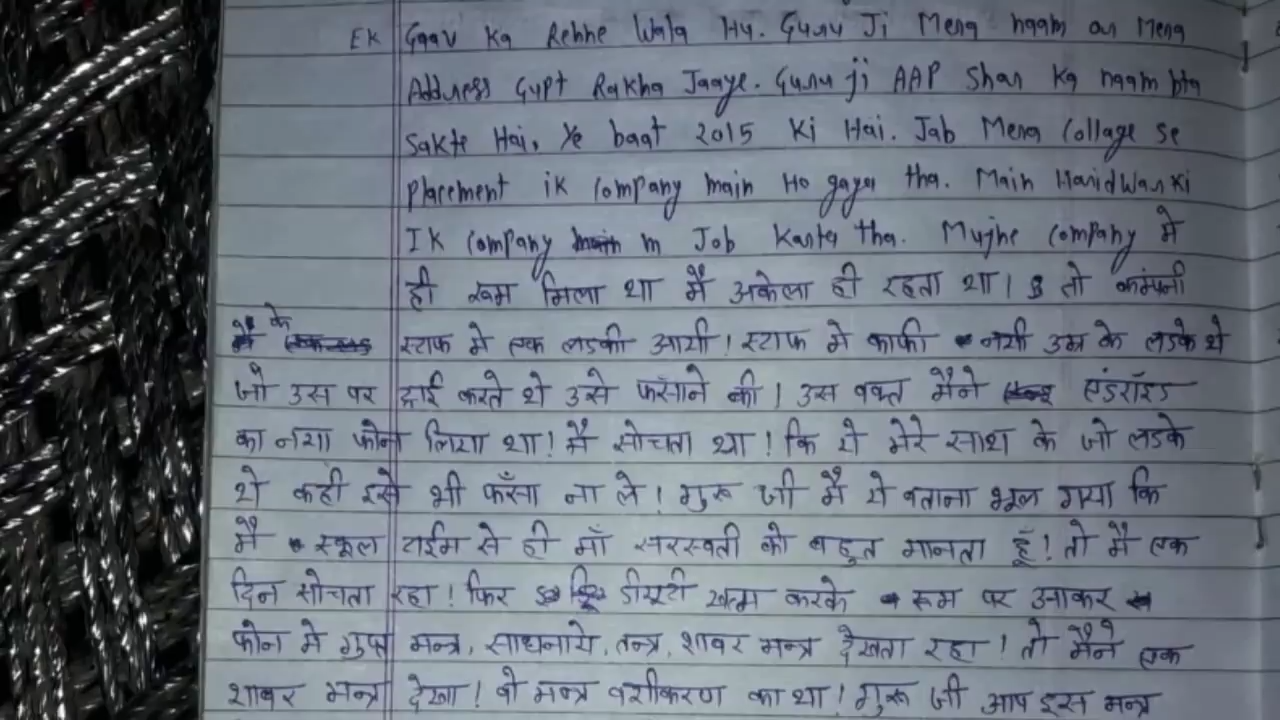 EK Gaav Ka Rehne Wala Hu. Guru Ji Mera naam or Mera
Address Gupt Rakha Jaaye. Guru ji AAP Shar Ka naam bta
Sakte Hai. Ye baat 2015 Ki Hai. Jab Mera Collage se
placement ik Company main Ho gaya tha. Main Haridwar Ki
IK Company m Job Karta tha. Mujhe Company मे
ही रूम मिला था मैं अकेला ही रहता था। तो कंम्पनी
के स्टाफ मे एक लडकी आयी! स्टाफ मे काफी नयी उम्र के लडके थे
जो उस पर ट्राई करते थे उसे फसाने की। उस वक्त मैने एंडरॉइड
का नया फोन लिया था! मैं सोचता था! कि ये मेरे साथ के जो लडके
थे कही इसे भी फँसा ना ले! गुरू जी मै ये बताना भूल गया कि
मै स्कूल टाईम से ही माँ सरस्वती को बहुत मानता हूँ! तो मै एक
दिन सोचता रहा! फिर डीयूटी खत्म करके रूम पर आकर
फोन मे गुप्त मन्त्र, साधनाये, तन्त्र, शाबर मन्त्र देखता रहा! तो मैने एक
शाबर मन्त्र देखा! वो मन्त्र वशीकरण का था! गुरू जी आप इस मन्त्र